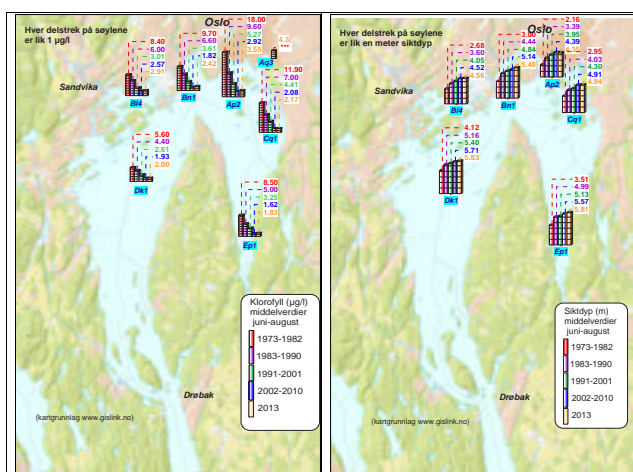 Hver delstrek på søylene
er lik 1 µg/l
Oslo
8.40
6.00
3.01
2.57
2.91
Bl4
9.70
6.60
3.61
1.82
2.42
Bn1
18.00
9.60
5.27
2.92
3.55
Ap2
4.3
***
Aq3
11.90
7.00
4.41
2.08
2.17
Cq1
Sandvika
5.60
4.40
2.61
1.93
2.00
Dk1
8.50
5.00
3.25
1.62
1.83
Ep1
Klorofyll (µg/l)
middelverdier
juni-august
1973-1982
1983-1990
1991-2001
2002-2010
2013
Drøbak
(kartgrunnlag www.gislink.no)
Hver delstrek på søylene
er lik en meter siktdyp
Oslo
2.68
3.60
4.05
4.52
4.56
Bl4
3.00
4.44
4.84
5.14
5.48
Bn1
2.16
3.39
3.95
4.39
Ap2
2.95
4.03
4.30
4.91
4.94
Cq1
Sandvika
4.12
5.16
5.40
5.71
5.83
Dk1
3.51
4.99
5.13
5.57
5.81
Ep1
Siktdyp (m)
middelverdier
juni-august
1973-1982
1983-1990
1991-2001
2002-2010
2013
Drøbak
(kartgrunnlag www.gislink.no)